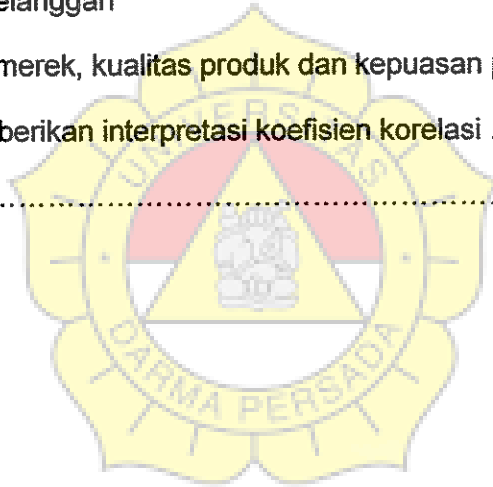 elanggan
merek, kualitas produk dan kepuasan p
berikan interpretasi koefisien korelasi .
................................................
UNIVERSITAS
DARMA PERSADA